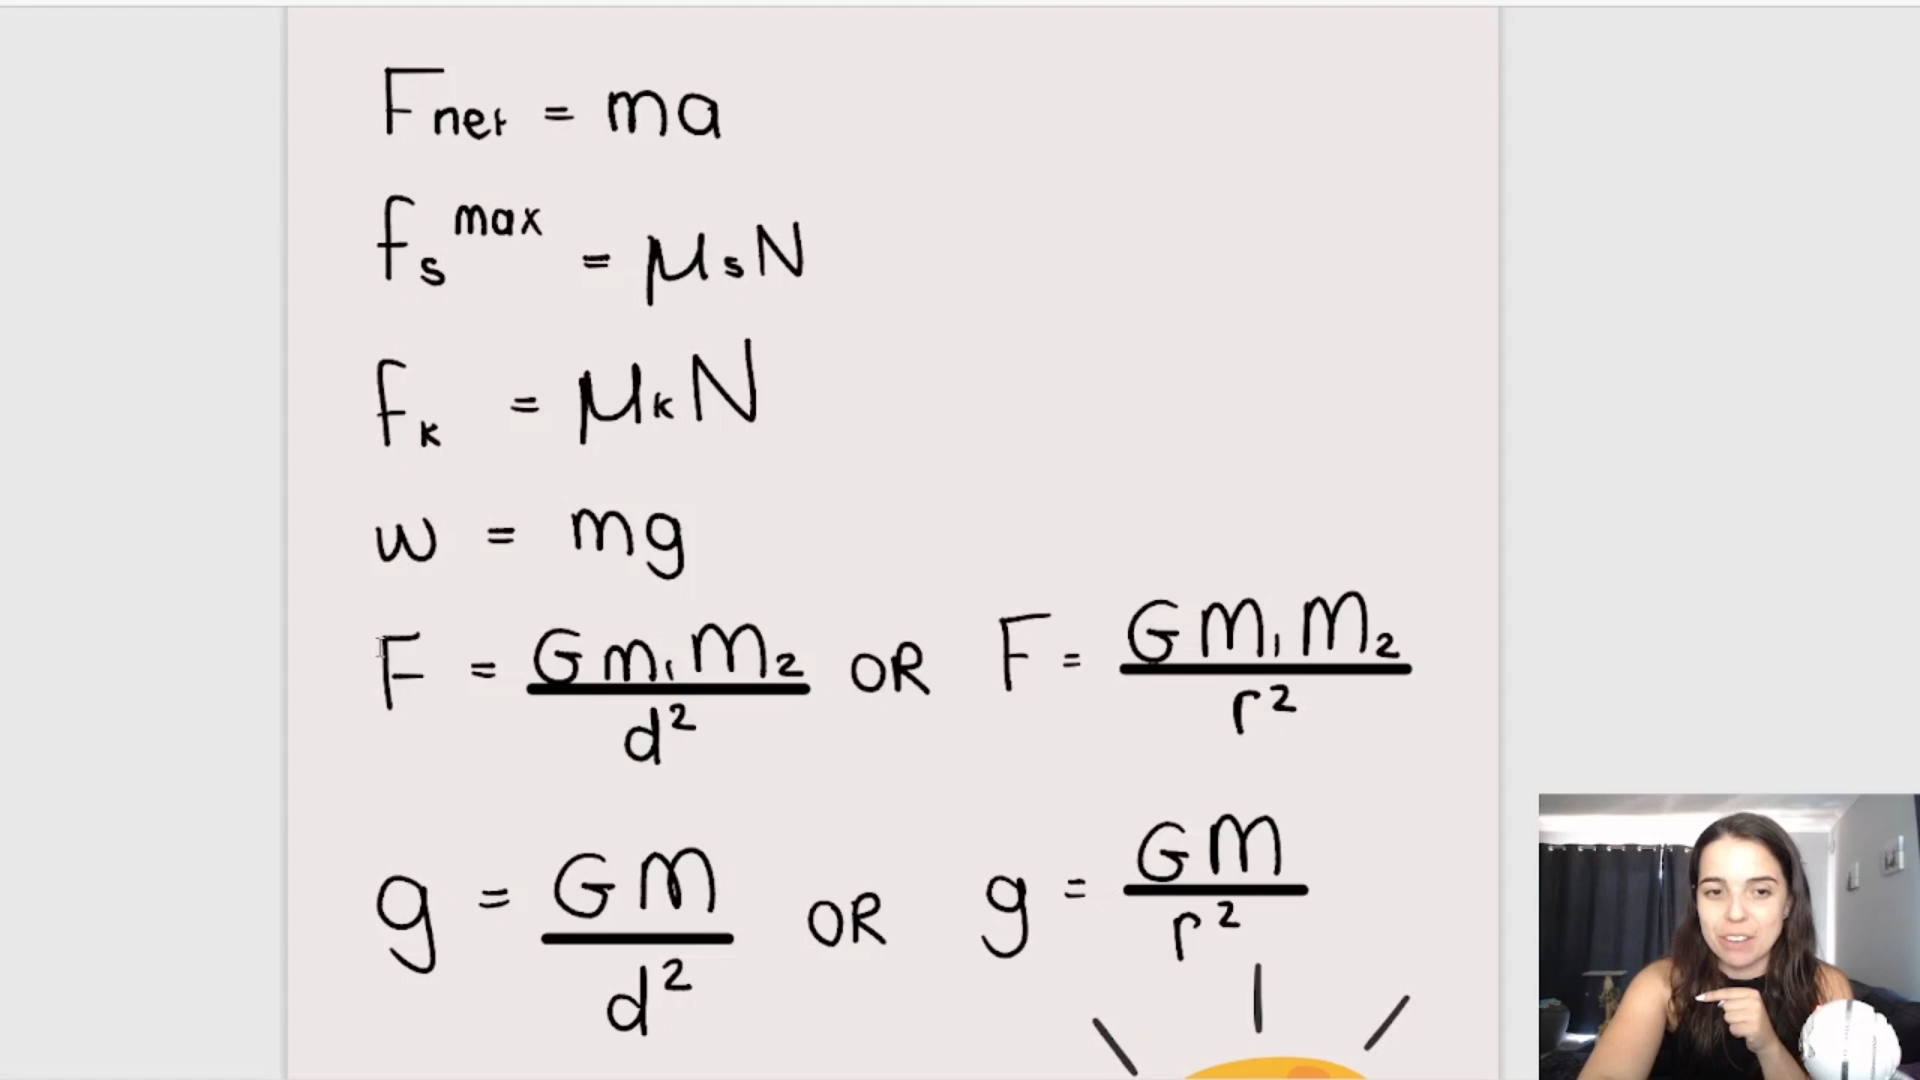 Fnet = ma
fs max = μsN
fk = μkN
w = mg
F = Gm₁m₂/d² OR F = Gm₁m₂/r²
g = GM/d² OR g = GM/r²